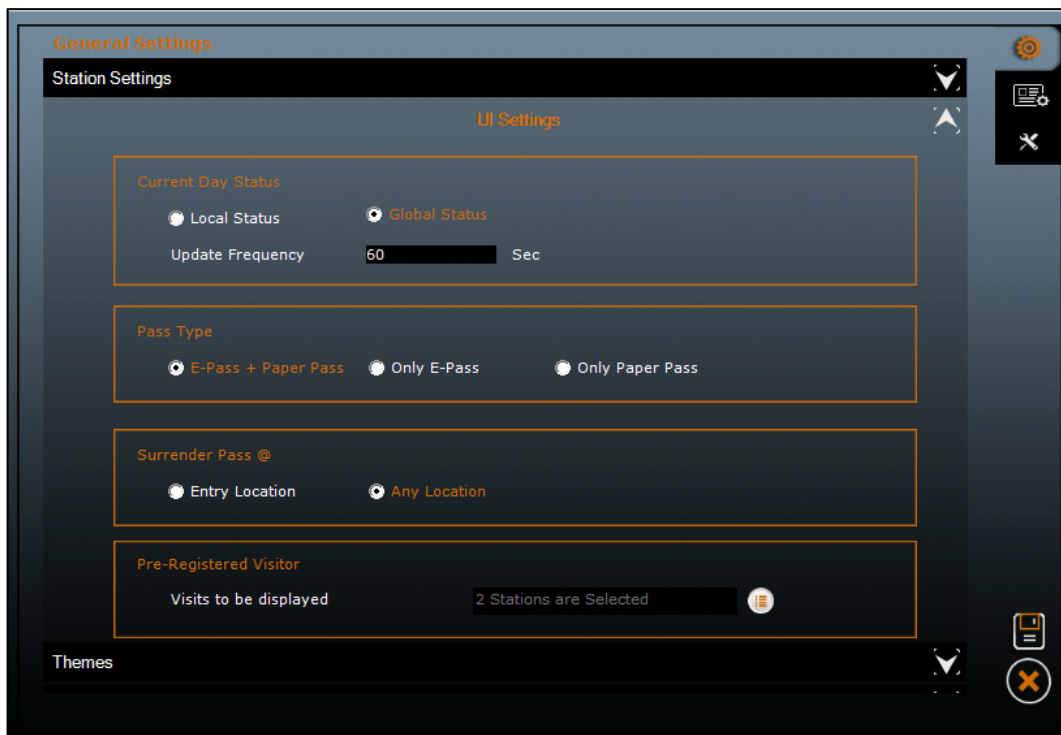 General Settings
Station Settings
UI Settings
Current Day Status
Local Status Global Status
Update Frequency 60 Sec
Pass Type
E-Pass + Paper Pass Only E-Pass Only Paper Pass
Surrender Pass @
Entry Location Any Location
Pre-Registered Visitor
Visits to be displayed 2 Stations are Selected
Themes